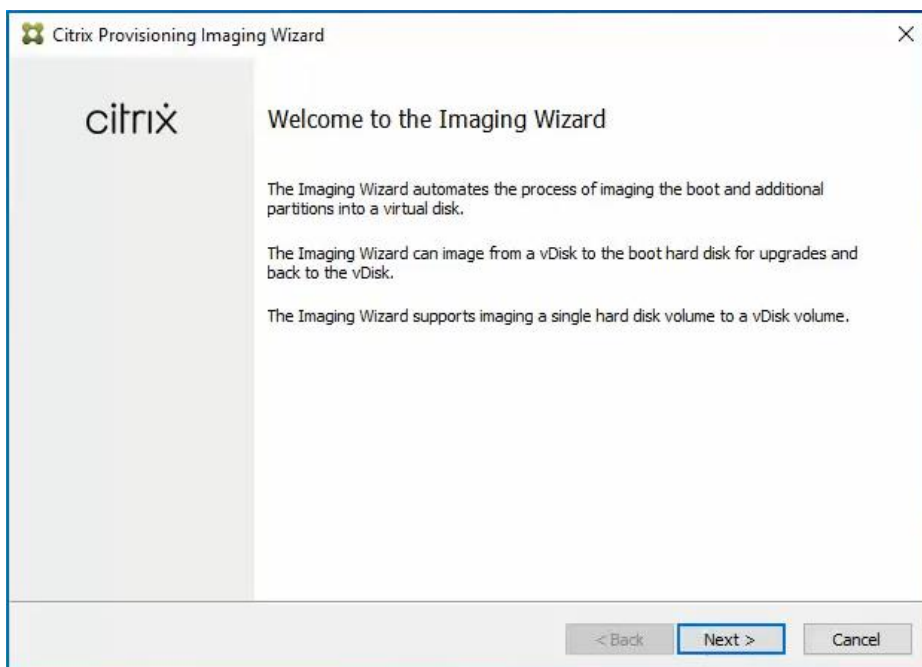 Citrix Provisioning Imaging Wizard
citrix
Welcome to the Imaging Wizard
The Imaging Wizard automates the process of imaging the boot and additional
partitions into a virtual disk.
The Imaging Wizard can image from a vDisk to the boot hard disk for upgrades and
back to the vDisk.
The Imaging Wizard supports imaging a single hard disk volume to a vDisk volume.
< Back Next > Cancel